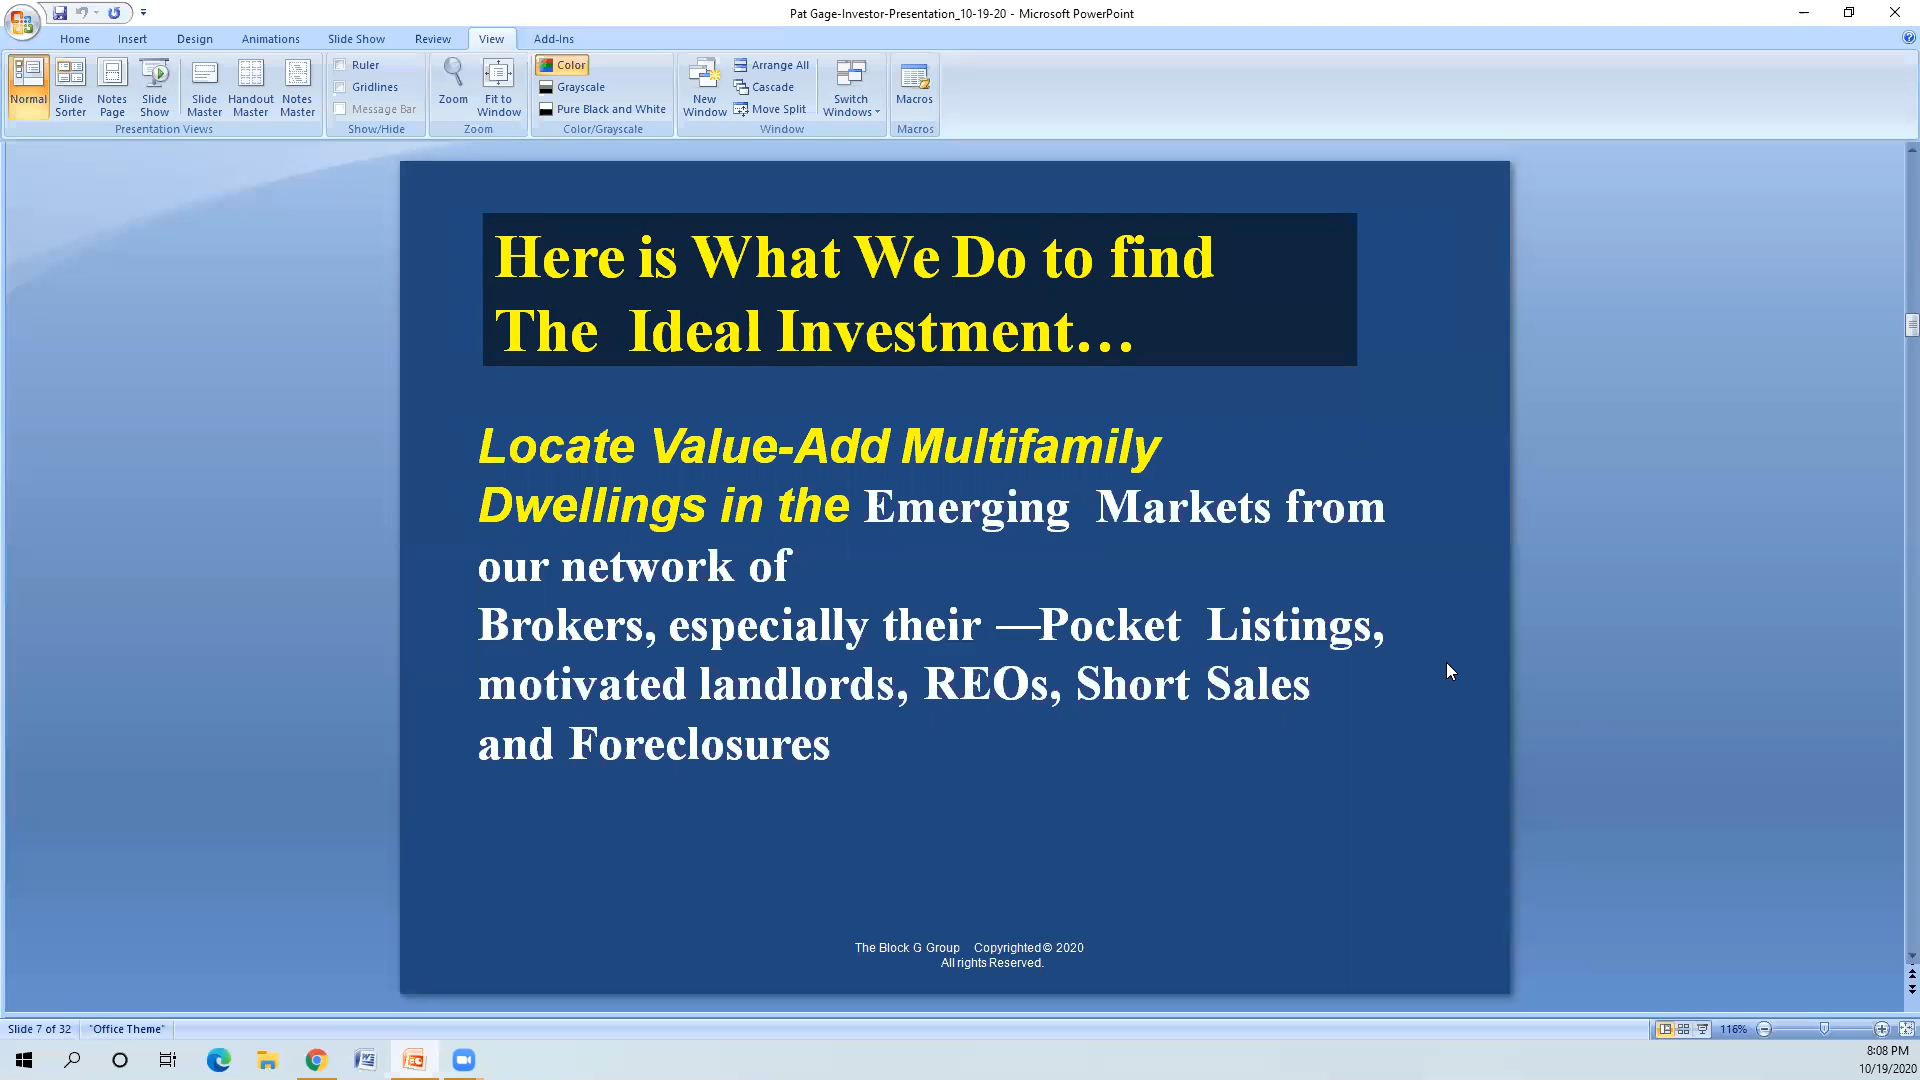 Pat Gage-Investor-Presentation_10-19-20 - Microsoft PowerPoint
Home Insert Design Animations Slide Show Review View Add-Ins
Normal
Slide Sorter
Notes Page
Slide Show
Slide Master
Handout Master
Notes Master
Presentation Views
Ruler
Gridlines
Message Bar
Show/Hide
Zoom
Fit to Window
Zoom
Color
Grayscale
Pure Black and White
Color/Grayscale
New Window
Arrange All
Cascade
Move Split
Switch Windows
Window
Macros
Macros
Here is What We Do to find
The Ideal Investment…
Locate Value-Add Multifamily
Dwellings in the Emerging Markets from
our network of
Brokers, especially their —Pocket Listings,
motivated landlords, REOs, Short Sales
and Foreclosures
The Block G Group Copyrighted © 2020
All rights Reserved.
Slide 7 of 32 "Office Theme" 116%
8:08 PM
10/19/2020